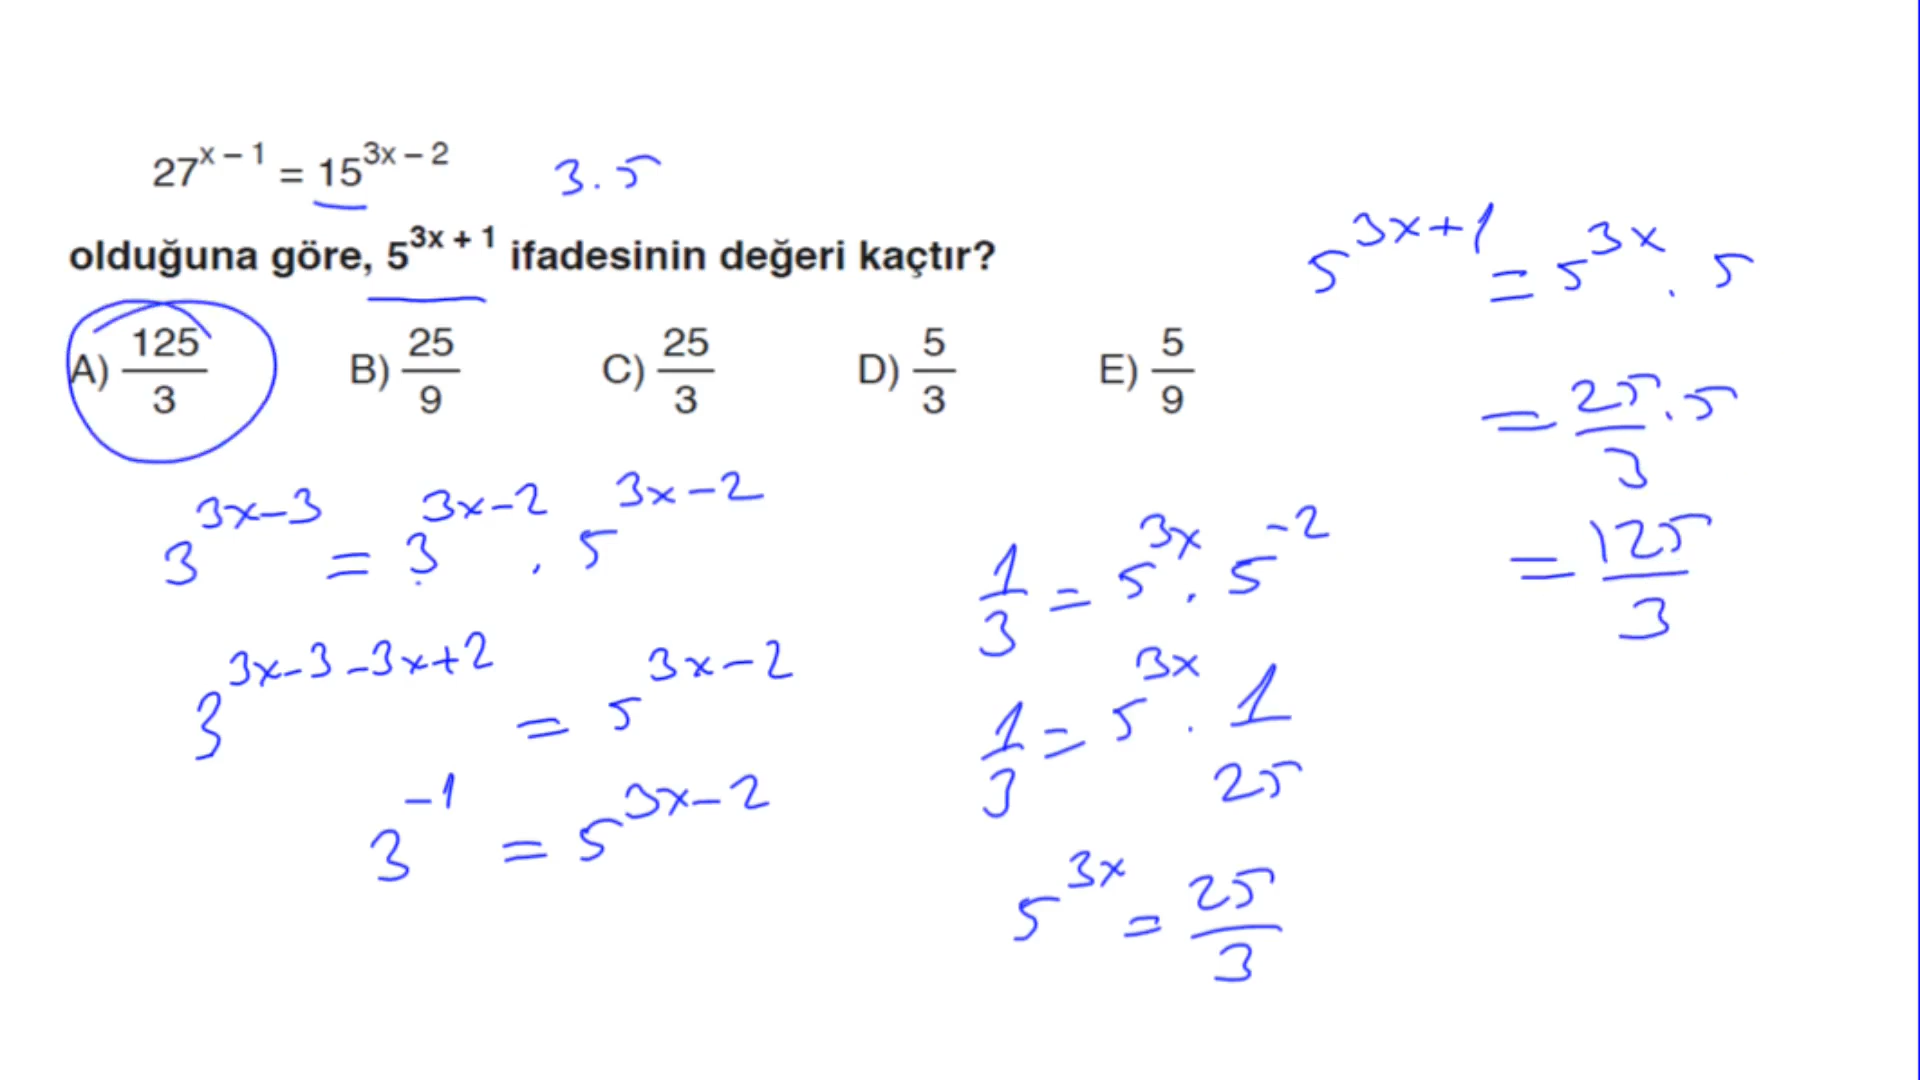 27^{x – 1} = 15^{3x – 2}
3.5
olduğuna göre, 5^{3x + 1} ifadesinin değeri kaçtır?
A) 125/3 B) 25/9 C) 25/3 D) 5/3 E) 5/9
3^{3x-3} = 3^{3x-2} . 5^{3x-2}
3^{3x-3-3x+2} = 5^{3x-2}
3^{-1} = 5^{3x-2}
1/3 = 5^{3x} . 5^{-2}
1/3 = 5^{3x} . 1/25
5^{3x} = 25/3
5^{3x+1} = 5^{3x} . 5
= 25/3 . 5
= 125/3